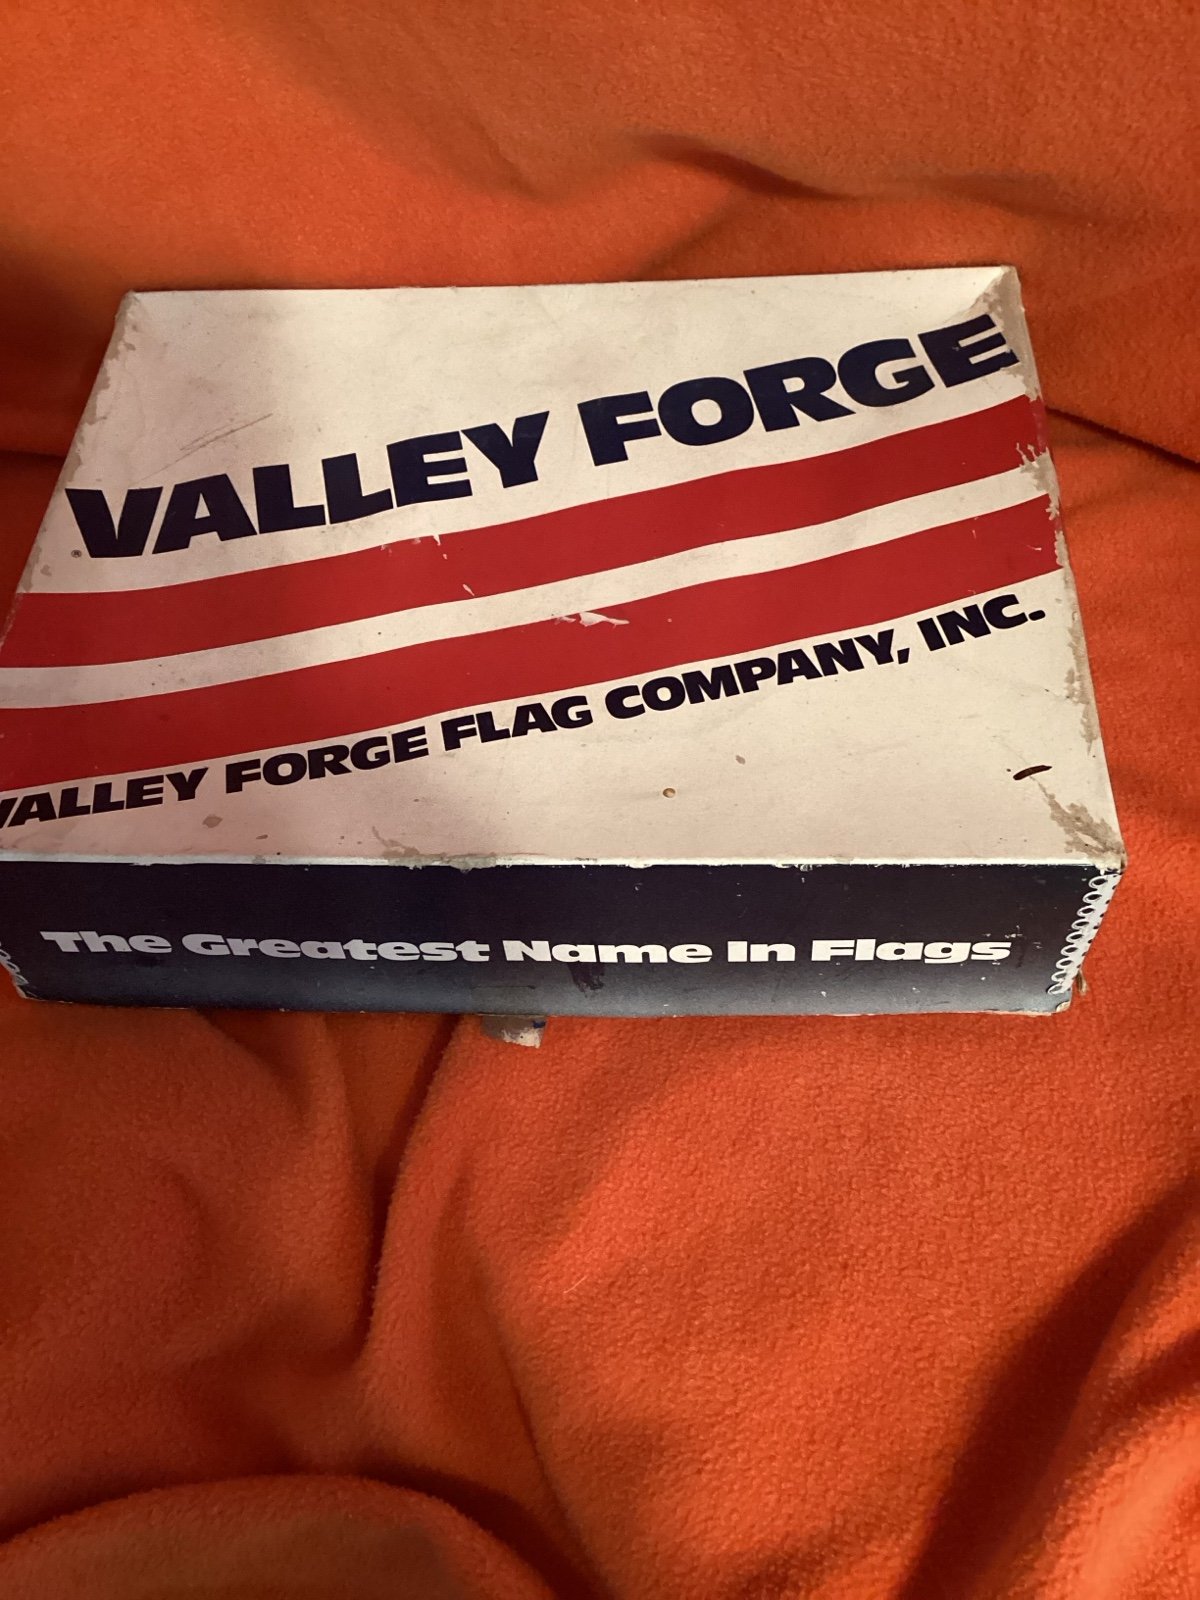 VALLEY FORGE
®
VALLEY FORGE FLAG COMPANY, INC.
The Greatest Name In Flags